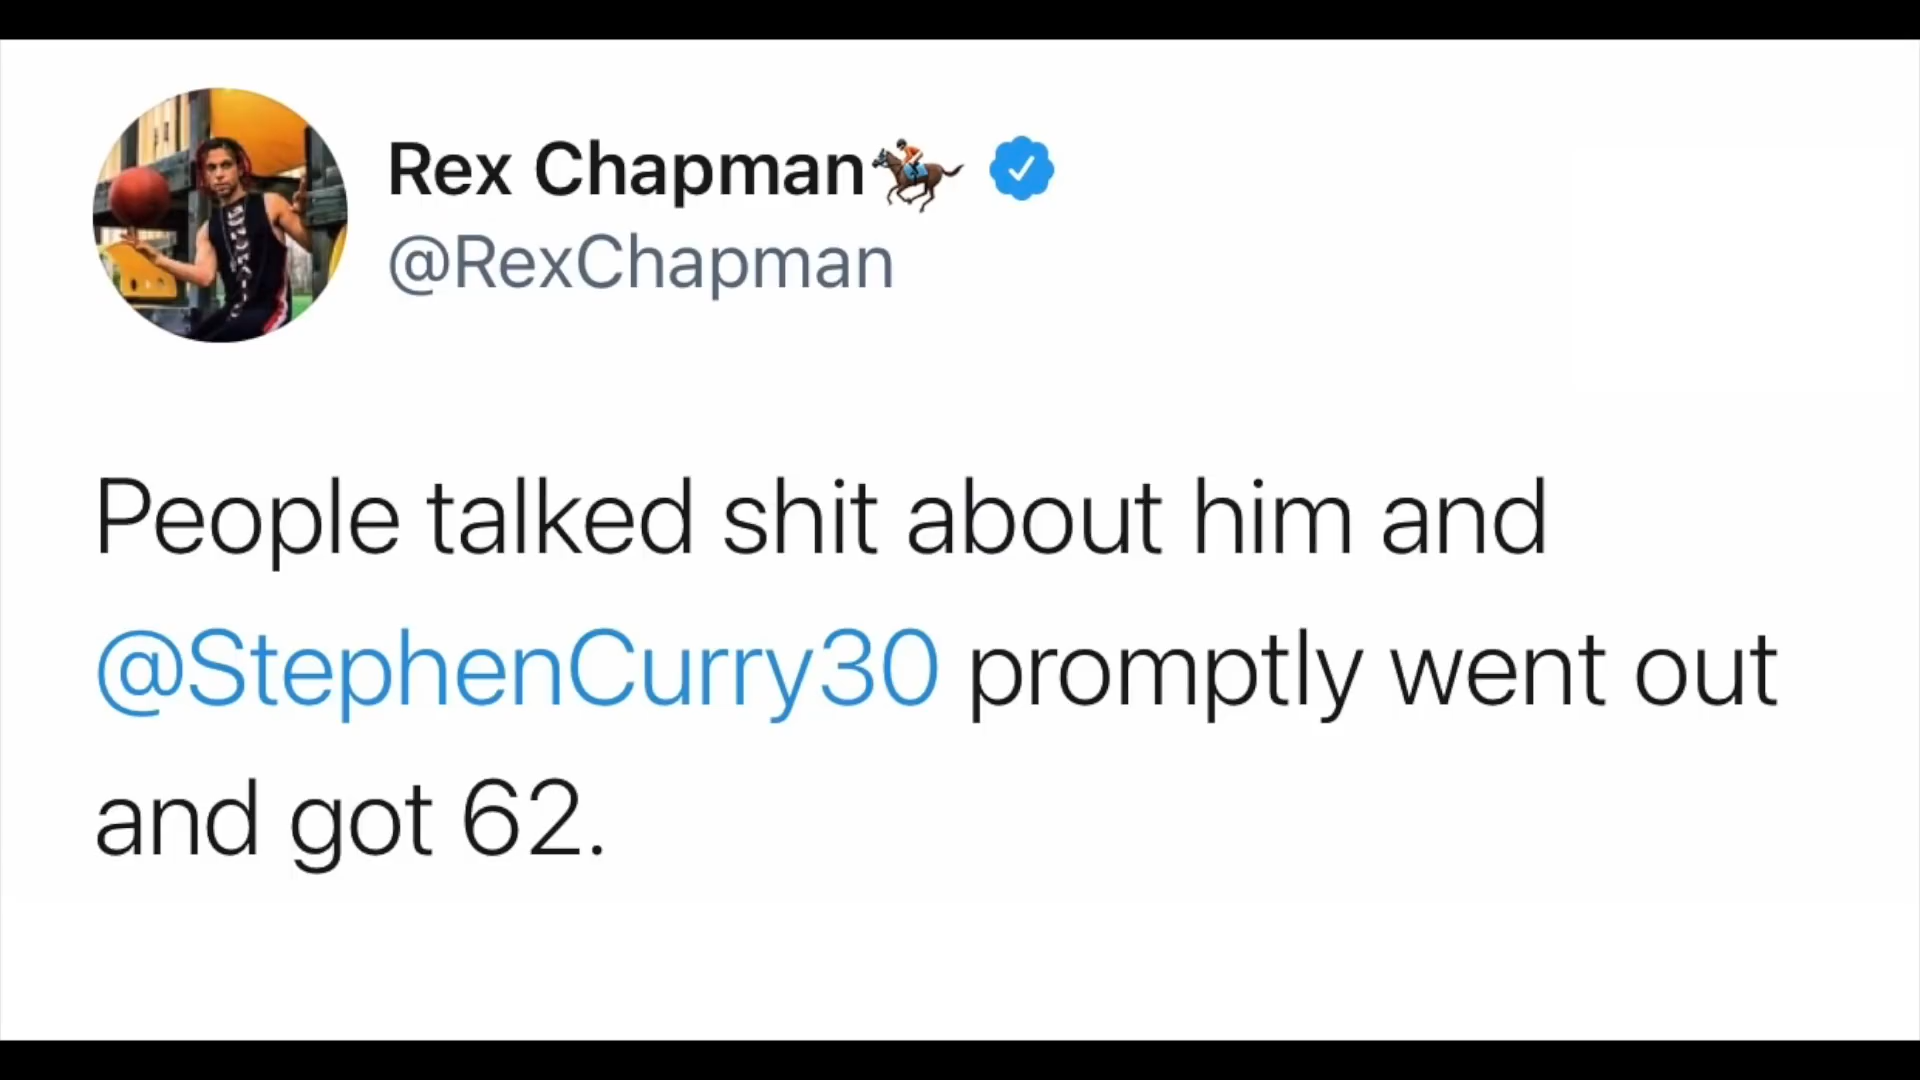 Rex Chapman🏇
@RexChapman
People talked shit about him and
@StephenCurry30 promptly went out
and got 62.